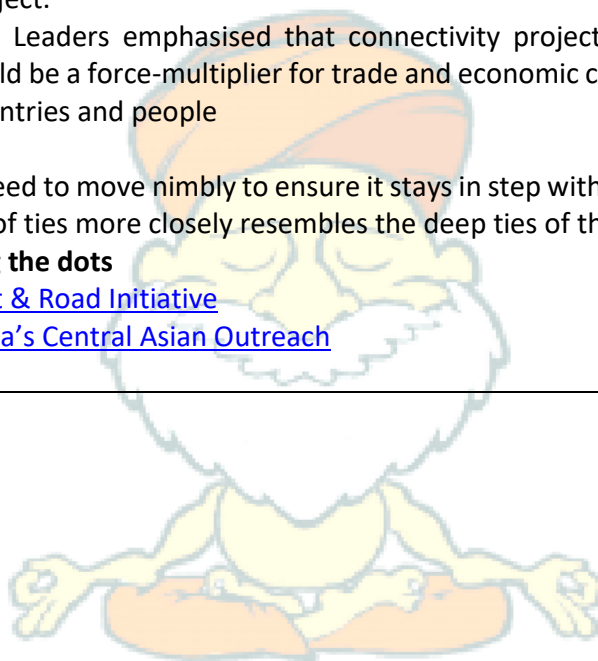 ject.
Leaders emphasised that connectivity project
ld be a force-multiplier for trade and economic c
ntries and people
eed to move nimbly to ensure it stays in step with
of ties more closely resembles the deep ties of th
the dots
t & Road Initiative
a’s Central Asian Outreach